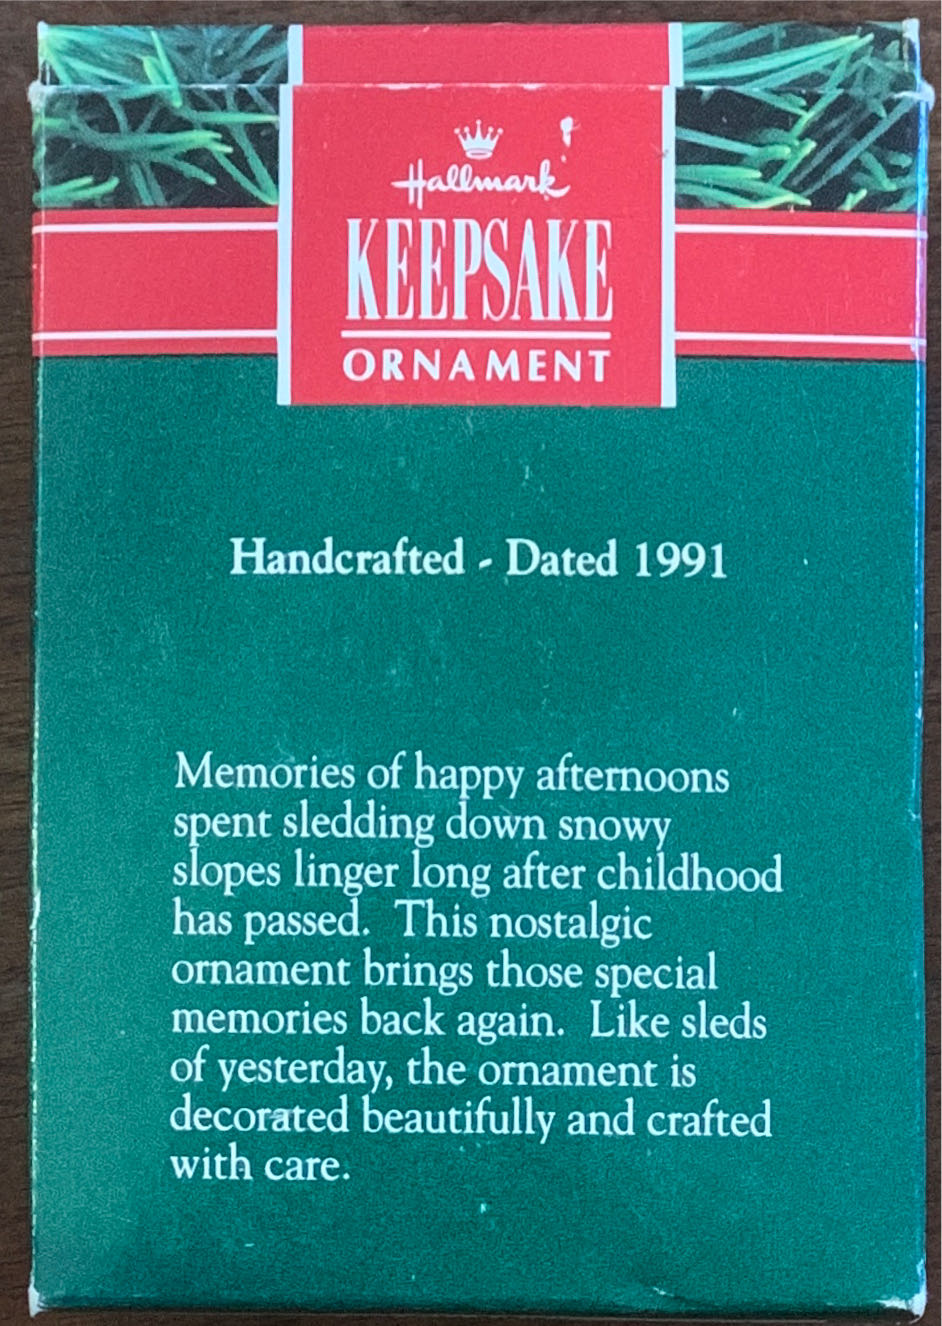 Hallmark
KEEPSAKE
ORNAMENT
Handcrafted - Dated 1991
Memories of happy afternoons
spent sledding down snowy
slopes linger long after childhood
has passed. This nostalgic
ornament brings those special
memories back again. Like sleds
of yesterday, the ornament is
decorated beautifully and crafted
with care.